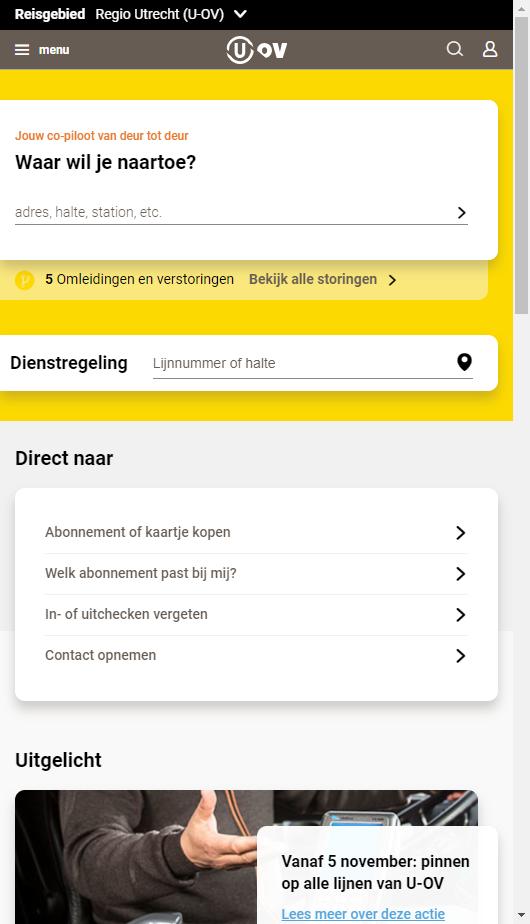 Reisgebied Regio Utrecht (U-OV)
menu
U OV
Jouw co-piloot van deur tot deur
Waar wil je naartoe?
adres, halte, station, etc.
5 Omleidingen en verstoringen Bekijk alle storingen
Dienstregeling Lijnnummer of halte
Direct naar
Abonnement of kaartje kopen
Welk abonnement past bij mij?
In- of uitchecken vergeten
Contact opnemen
Uitgelicht
Vanaf 5 november: pinnen
op alle lijnen van U-OV
Lees meer over deze actie